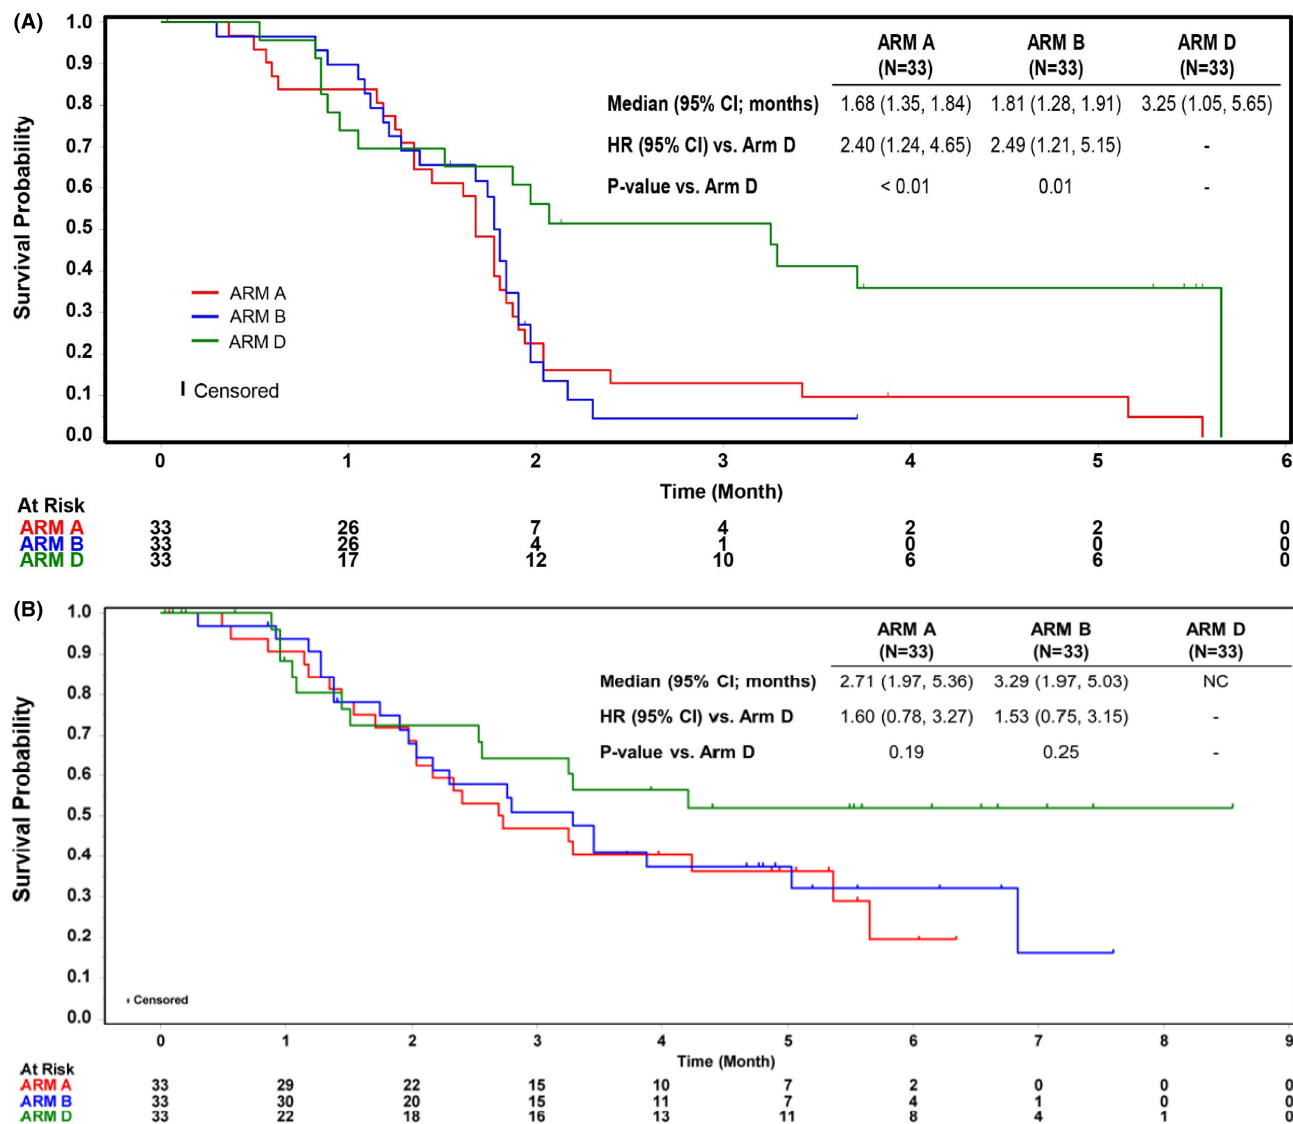 (A)
ARM A ARM B ARM D
(N=33) (N=33) (N=33)
Median (95% CI; months) 1.68 (1.35, 1.84) 1.81 (1.28, 1.91) 3.25 (1.05, 5.65)
HR (95% CI) vs. Arm D 2.40 (1.24, 4.65) 2.49 (1.21, 5.15) -
P-value vs. Arm D < 0.01 0.01 -
1.0
0.9
0.8
0.7
0.6
0.5
0.4
0.3
0.2
0.1
0.0
Survival Probability
ARM A
ARM B
ARM D
I Censored
0 1 2 3 4 5 6
Time (Month)
At Risk
ARM A 33 26 7 4 2 2 0
ARM B 33 26 4 1 0 0 0
ARM D 33 17 12 10 6 6 0
(B)
ARM A ARM B ARM D
(N=33) (N=33) (N=33)
Median (95% CI; months) 2.71 (1.97, 5.36) 3.29 (1.97, 5.03) NC
HR (95% CI) vs. Arm D 1.60 (0.78, 3.27) 1.53 (0.75, 3.15) -
P-value vs. Arm D 0.19 0.25 -
1.0
0.9
0.8
0.7
0.6
0.5
0.4
0.3
0.2
0.1
0.0
Survival Probability
Censored
0 1 2 3 4 5 6 7 8 9
Time (Month)
At Risk
ARM A 33 29 22 15 10 7 2 0 0 0
ARM B 33 30 20 15 11 7 4 1 0 0
ARM D 33 22 18 16 13 11 8 4 1 0